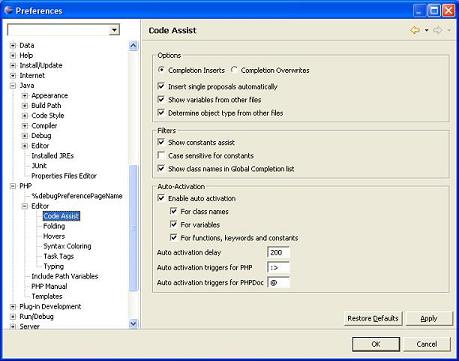 Preferences
Code Assist
Data
Help
Install/Update
Internet
Java
Appearance
Build Path
Code Style
Compiler
Debug
Editor
Installed JREs
JUnit
Properties Files Editor
PHP
%debugPreferencePageName
Editor
Code Assist
Folding
Hovers
Syntax Coloring
Task Tags
Typing
Include Path Variables
PHP Manual
Templates
Plug-in Development
Run/Debug
Server
Options
Completion Inserts Completion Overwrites
Insert single proposals automatically
Show variables from other files
Determine object type from other files
Filters
Show constants assist
Case sensitive for constants
Show class names in Global Completion list
Auto-Activation
Enable auto activation
For class names
For variables
For functions, keywords and constants
Auto activation delay 200
Auto activation triggers for PHP :>
Auto activation triggers for PHPDoc @
Restore Defaults Apply
OK Cancel